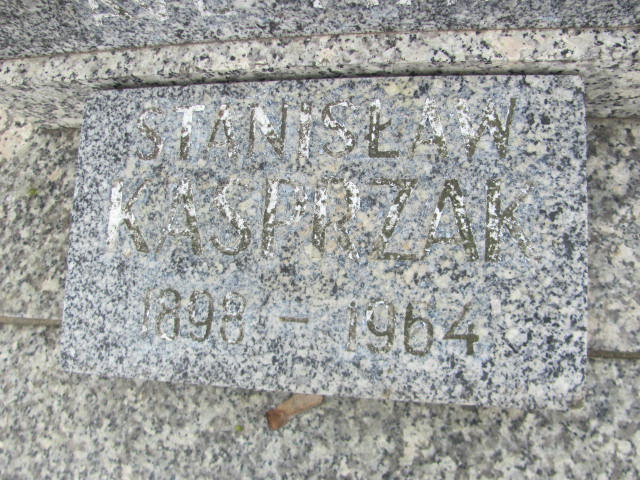 STANISŁAW
KASPRZAK
1898 - 1964